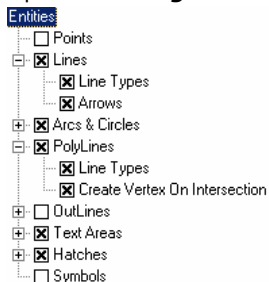 Entities
Points
Lines
Line Types
Arrows
Arcs & Circles
PolyLines
Line Types
Create Vertex On Intersection
OutLines
Text Areas
Hatches
Symbols